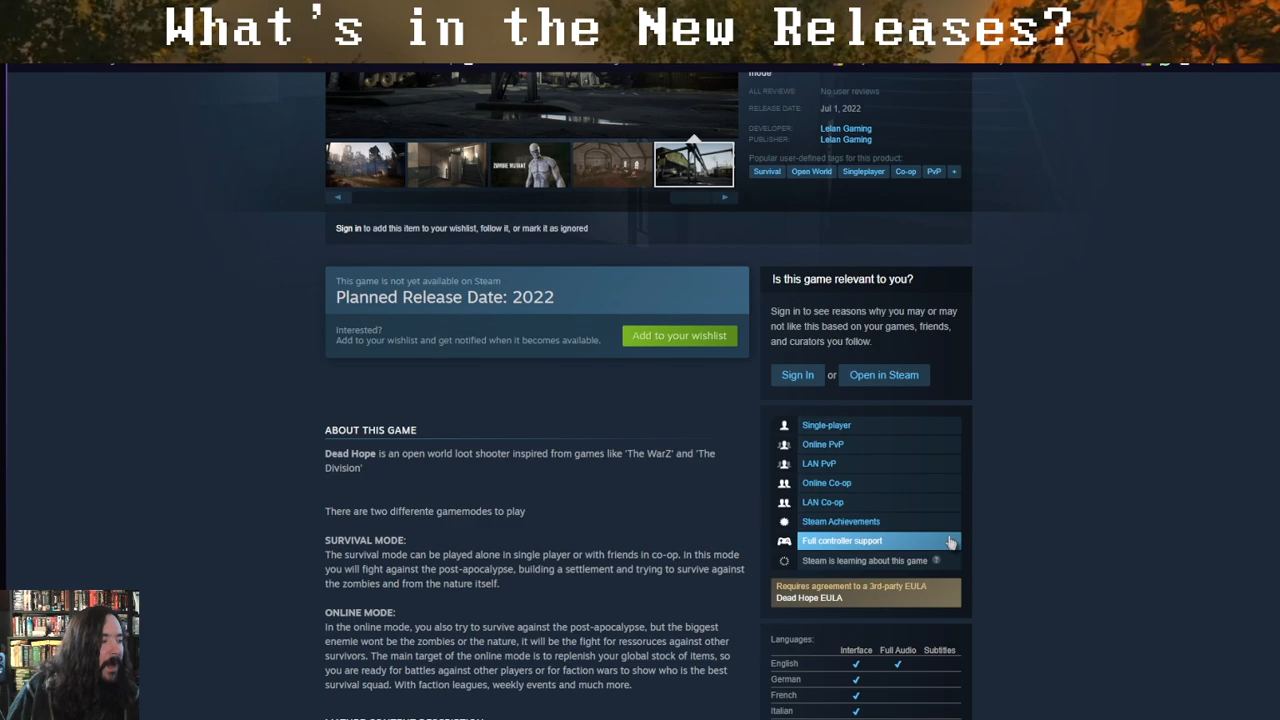 What's in the New Releases?
mode
ALL REVIEWS: No user reviews
RELEASE DATE: Jul 1, 2022
DEVELOPER: Lelan Gaming
PUBLISHER: Lelan Gaming
Popular user-defined tags for this product:
Survival Open World Singleplayer Co-op PvP +
ZOMBIE MUTANT
Sign in to add this item to your wishlist, follow it, or mark it as ignored
This game is not yet available on Steam
Planned Release Date: 2022
Interested?
Add to your wishlist and get notified when it becomes available.
Add to your wishlist
ABOUT THIS GAME
Dead Hope is an open world loot shooter inspired from games like 'The WarZ' and 'The
Division'
There are two differente gamemodes to play
SURVIVAL MODE:
The survival mode can be played alone in single player or with friends in co-op. In this mode
you will fight against the post-apocalypse, building a settlement and trying to survive against
the zombies and from the nature itself.
ONLINE MODE:
In the online mode, you also try to survive against the post-apocalypse, but the biggest
enemie wont be the zombies or the nature, it will be the fight for ressoruces against other
survivors. The main target of the online mode is to replenish your global stock of items, so
you are ready for battles against other players or for faction wars to show who is the best
survival squad. With faction leagues, weekly events and much more.
MATURE CONTENT DESCRIPTION
Is this game relevant to you?
Sign in to see reasons why you may or may
not like this based on your games, friends,
and curators you follow.
Sign In or Open in Steam
Single-player
Online PvP
LAN PvP
Online Co-op
LAN Co-op
Steam Achievements
Full controller support
Steam is learning about this game ?
Requires agreement to a 3rd-party EULA
Dead Hope EULA
Languages:
Interface Full Audio Subtitles
English ✔ ✔
German ✔
French ✔
Italian ✔